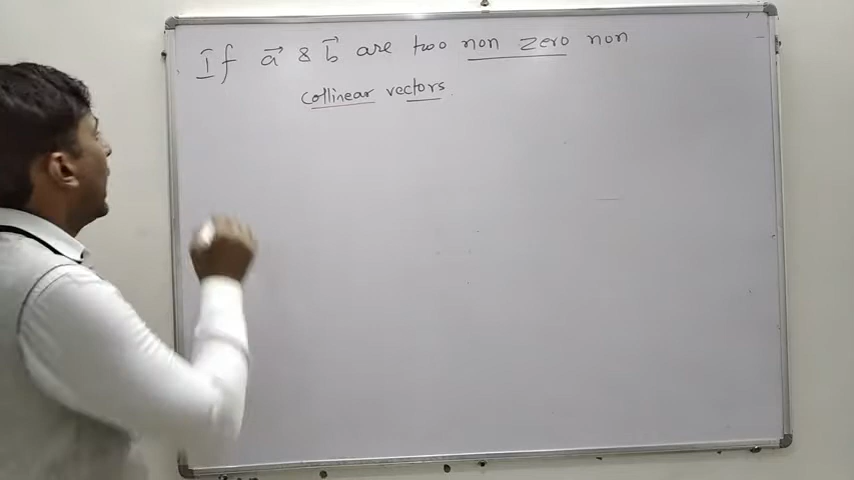 If a⃗ & b⃗ are two non zero non
collinear vectors.